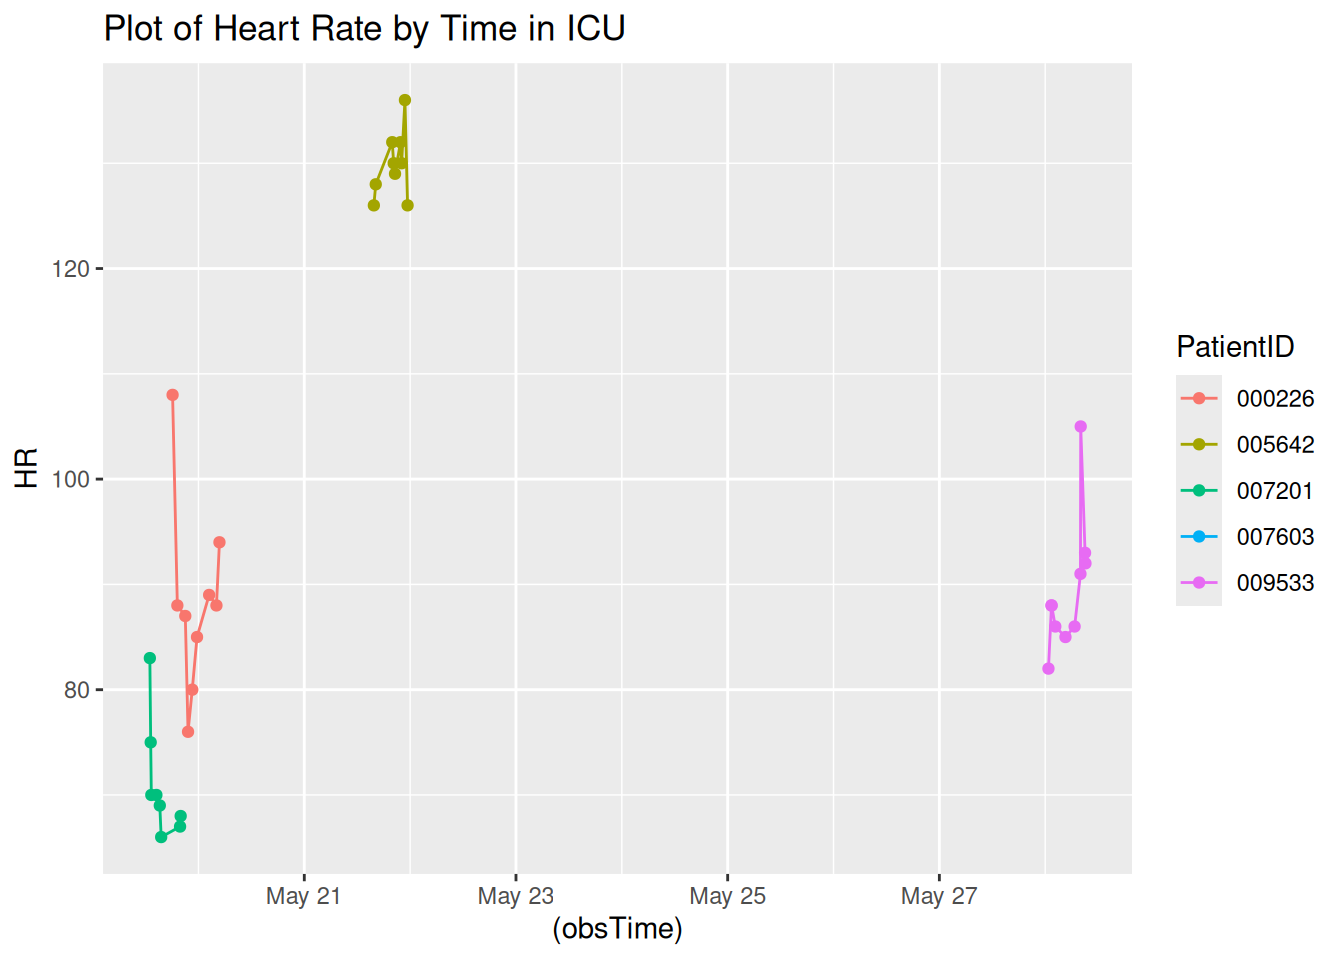 Plot of Heart Rate by Time in ICU
HR
120
100
80
May 21
May 23
May 25
May 27
(obsTime)
PatientID
000226
005642
007201
007603
009533